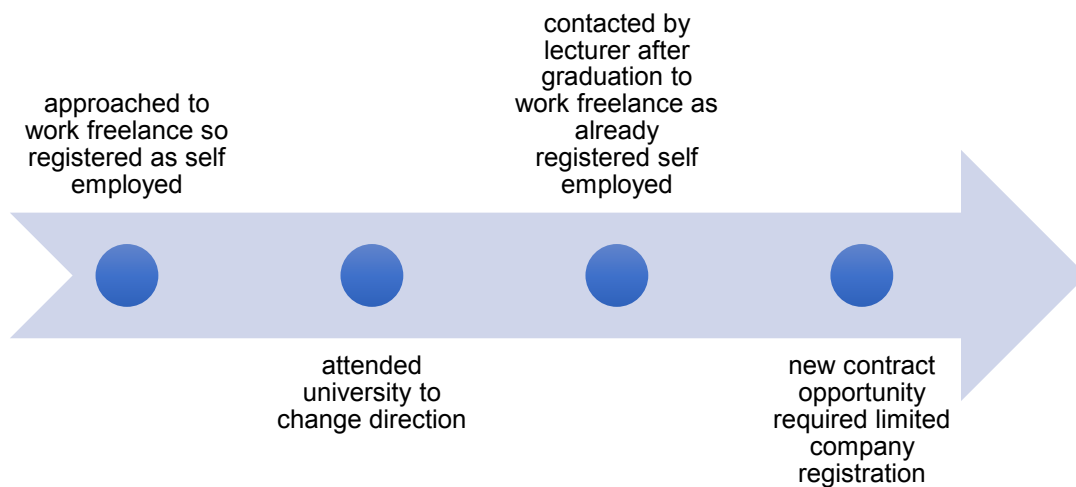 approached to
work freelance so
registered as self
employed
attended
university to
change direction
contacted by
lecturer after
graduation to
work freelance as
already
registered self
employed
new contract
opportunity
required limited
company
registration